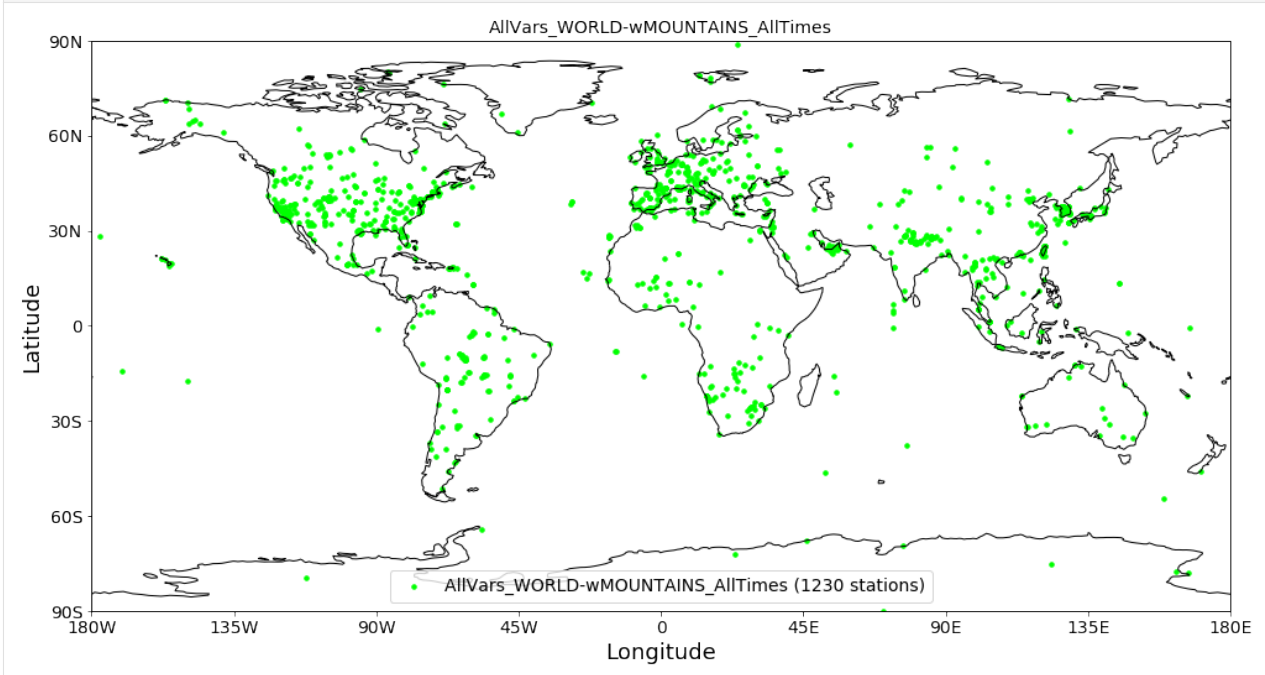 AllVars_WORLD-wMOUNTAINS_AllTimes
90N
60N
30N
0
30S
60S
90S
Latitude
AllVars_WORLD-wMOUNTAINS_AllTimes (1230 stations)
180W 135W 90W 45W 0 45E 90E 135E 180E
Longitude